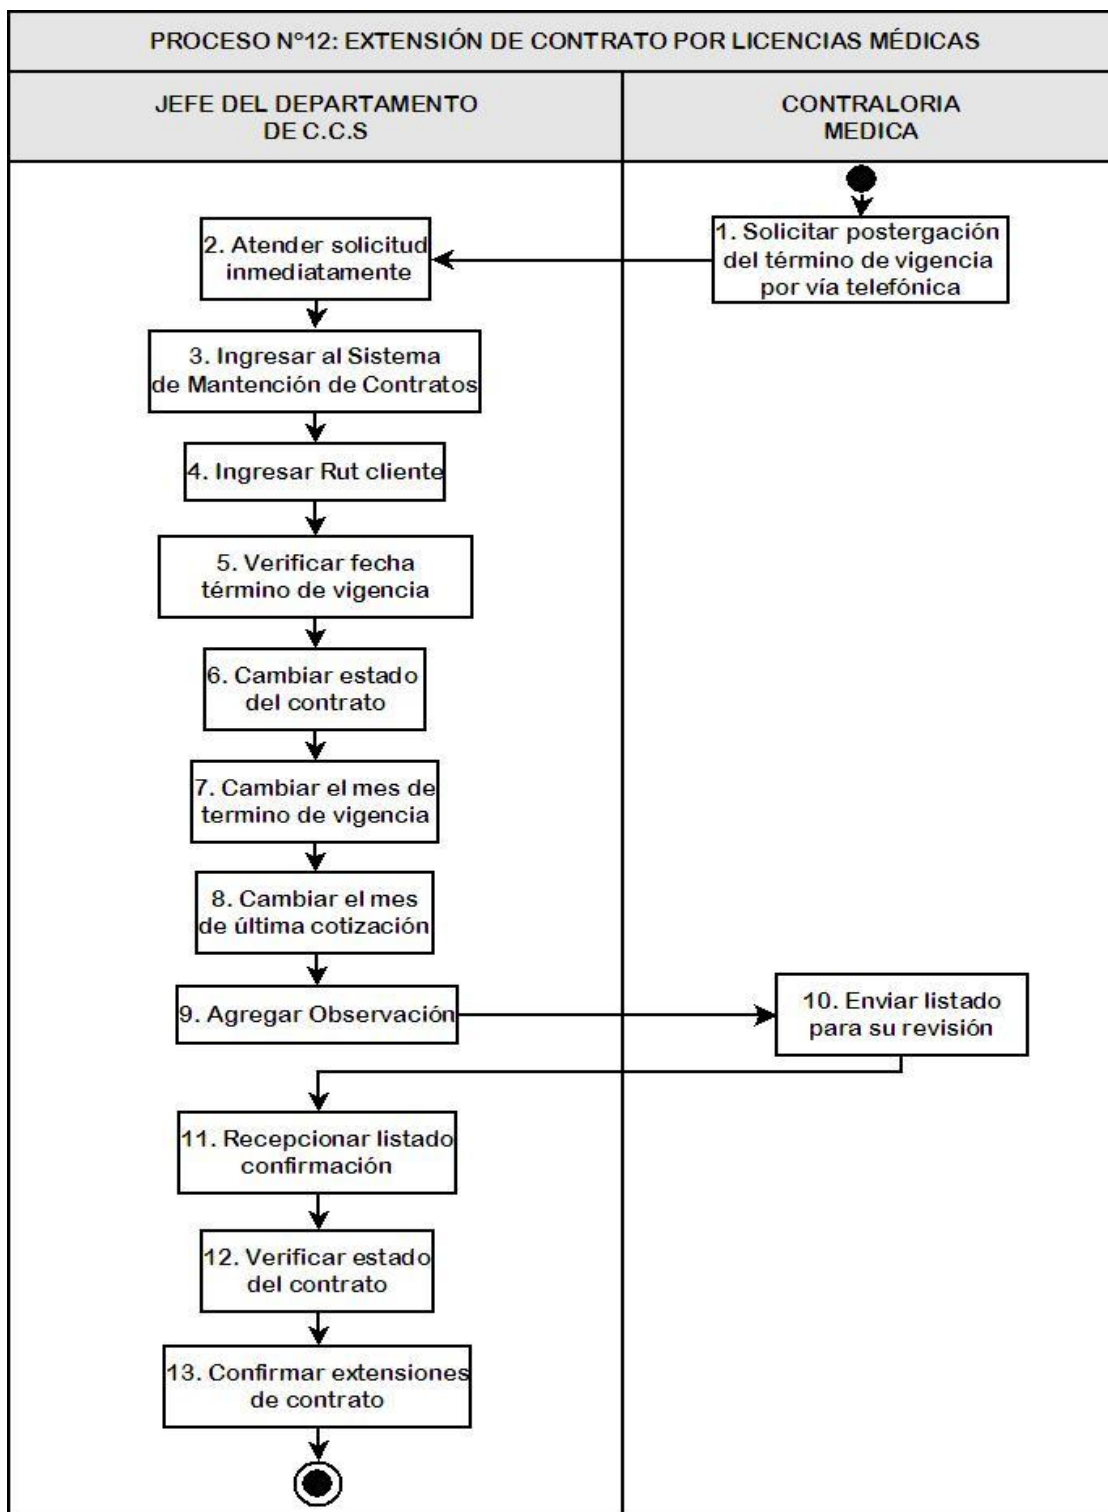 PROCESO Nº12: EXTENSIÓN DE CONTRATO POR LICENCIAS MÉDICAS
JEFE DEL DEPARTAMENTO
DE C.C.S
CONTRALORIA
MEDICA
1. Solicitar postergación
del término de vigencia
por vía telefónica
2. Atender solicitud
inmediatamente
3. Ingresar al Sistema
de Mantención de Contratos
4. Ingresar Rut cliente
5. Verificar fecha
término de vigencia
6. Cambiar estado
del contrato
7. Cambiar el mes de
termino de vigencia
8. Cambiar el mes
de última cotización
9. Agregar Observación
10. Enviar listado
para su revisión
11. Recepcionar listado
confirmación
12. Verificar estado
del contrato
13. Confirmar extensiones
de contrato